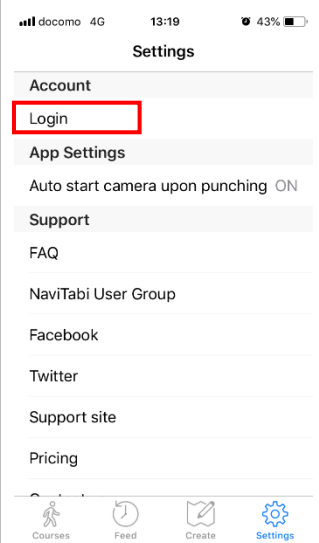 docomo 4G 13:19 43%
Settings
Account
Login
App Settings
Auto start camera upon punching ON
Support
FAQ
NaviTabi User Group
Facebook
Twitter
Support site
Pricing
Courses Feed Create Settings